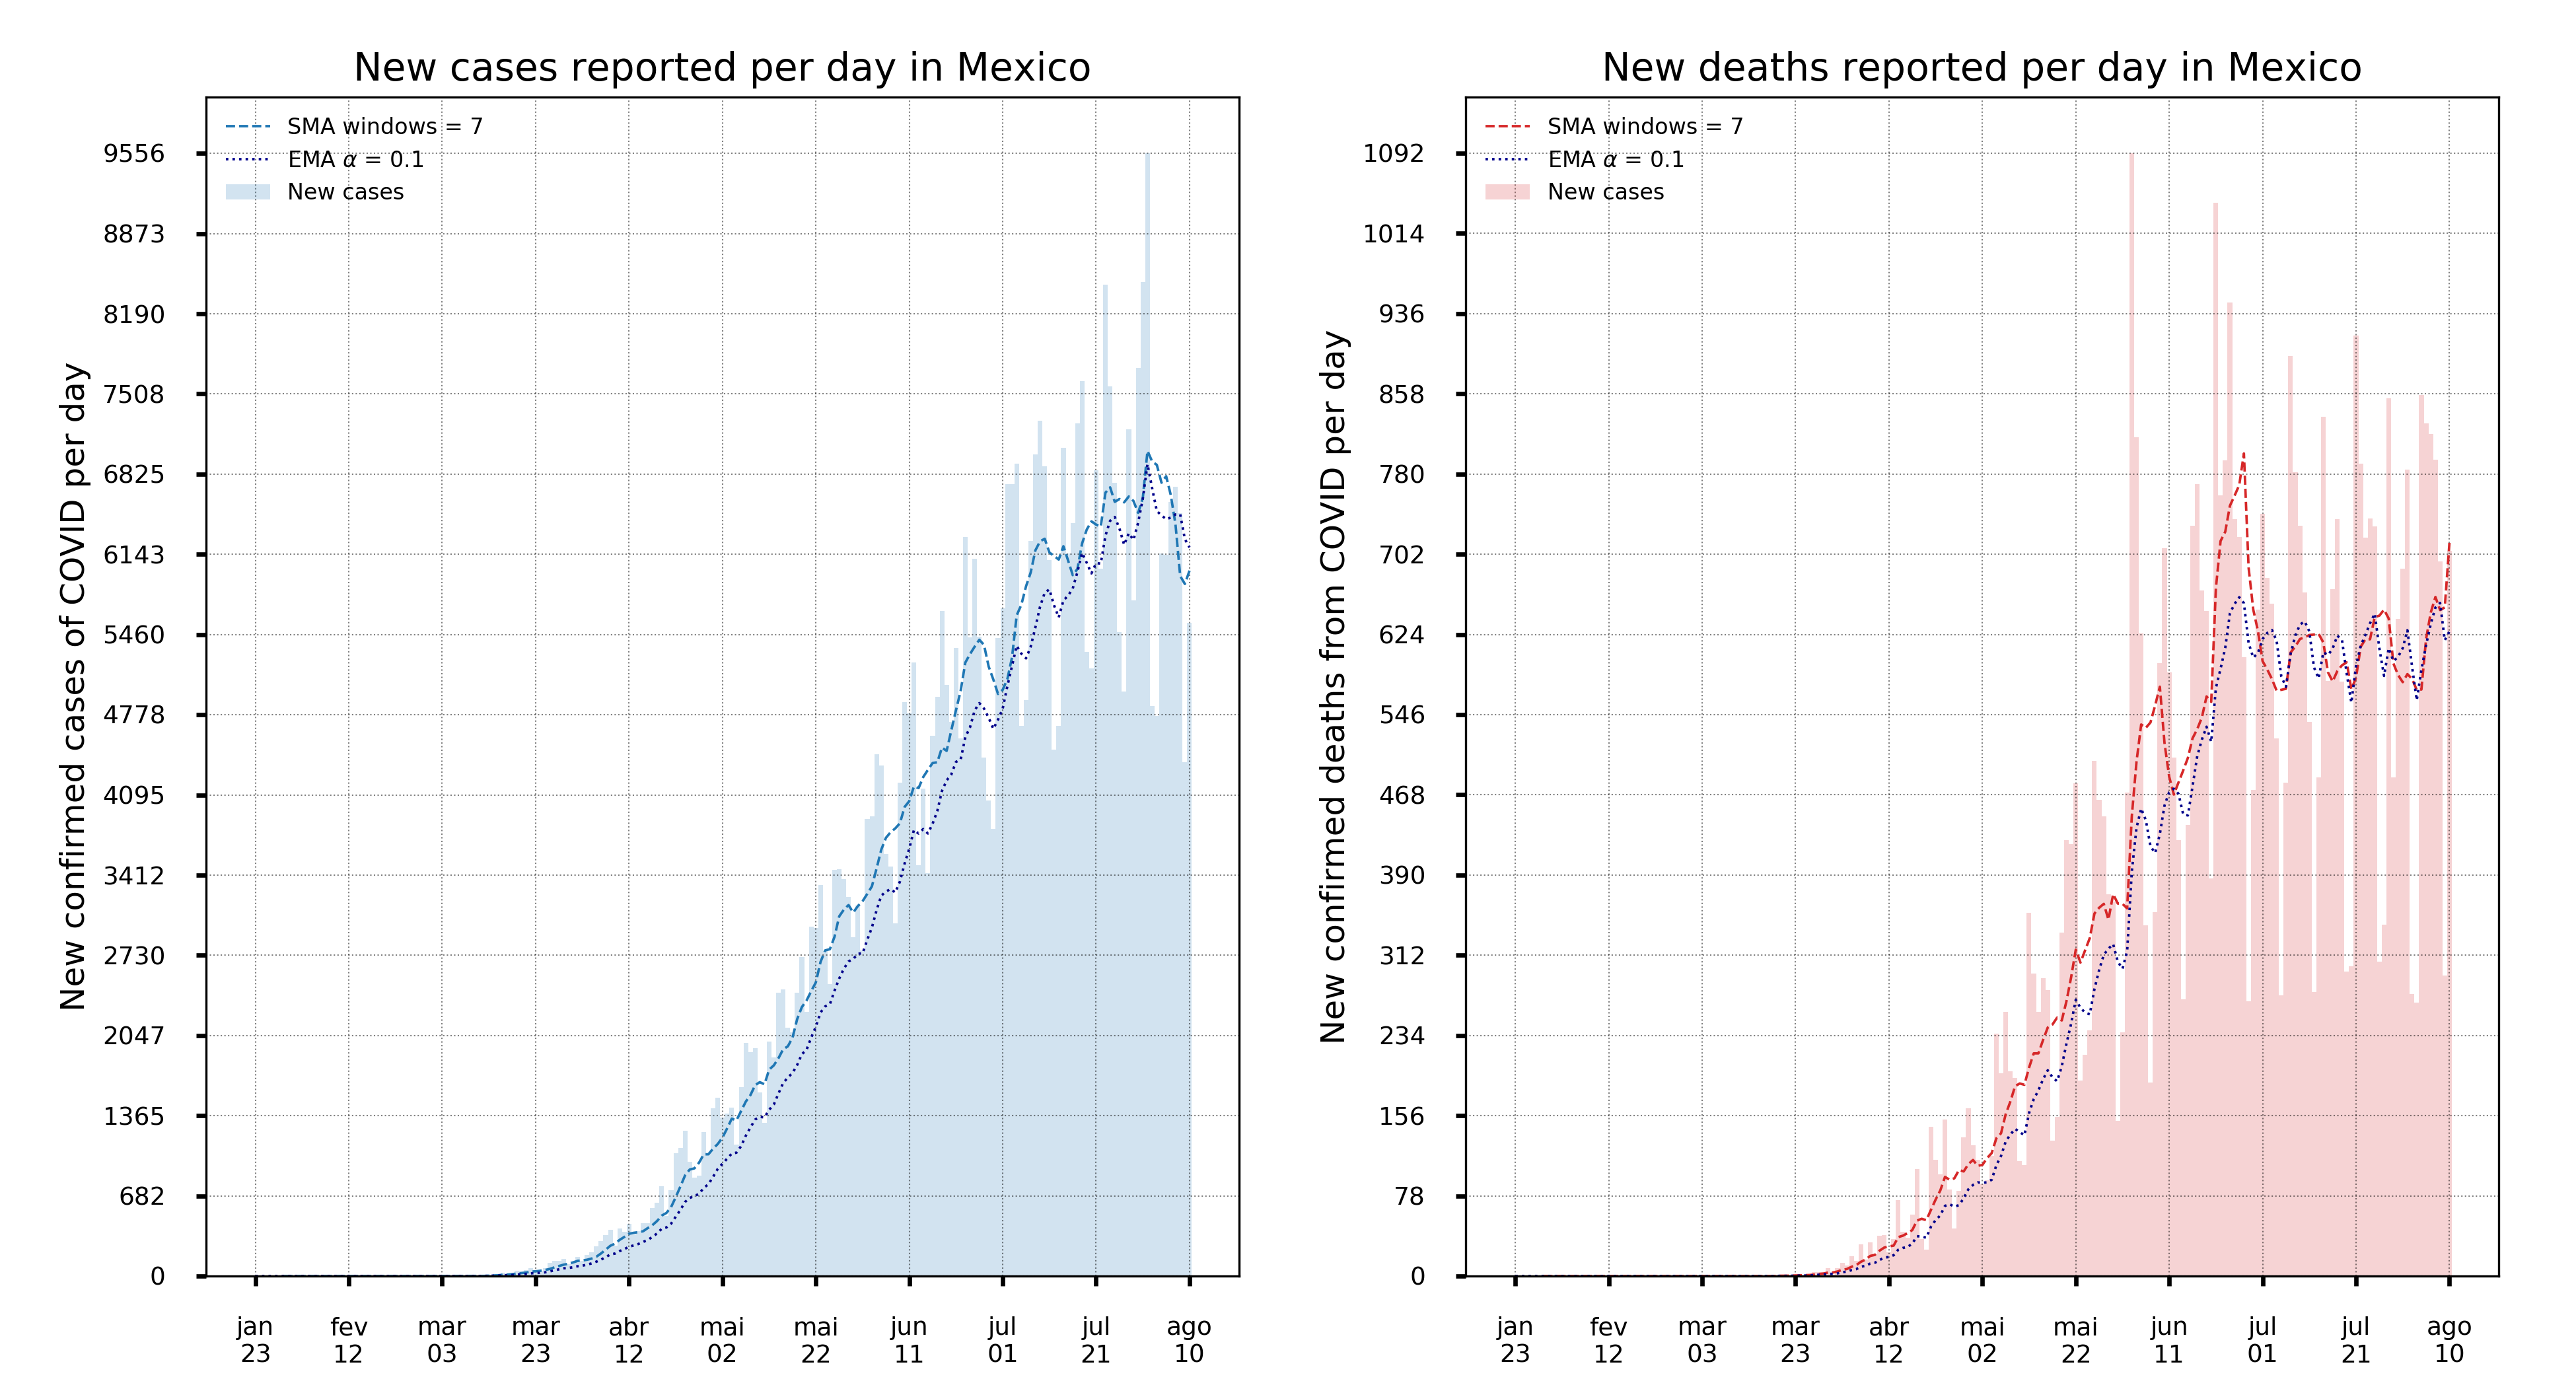 New cases reported per day in Mexico
SMA windows = 7
EMA α = 0.1
New cases
New confirmed cases of COVID per day
9556
8873
8190
7508
6825
6143
5460
4778
4095
3412
2730
2047
1365
682
0
jan fev mar mar abr mai mai jun jul jul ago
23 12 03 23 12 02 22 11 01 21 10
New deaths reported per day in Mexico
SMA windows = 7
EMA α = 0.1
New cases
New confirmed deaths from COVID per day
1092
1014
936
858
780
702
624
546
468
390
312
234
156
78
0
jan fev mar mar abr mai mai jun jul jul ago
23 12 03 23 12 02 22 11 01 21 10